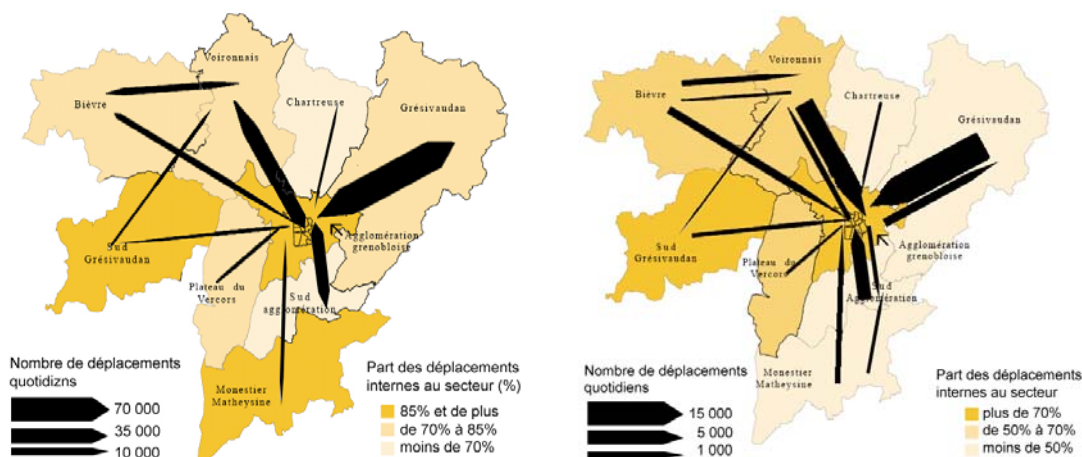 Voironnais
Bièvre
Chartreuse
Grésivaudan
Sud
Grésivaudan
Agglomération
grenobloise
Plateau du
Vercors
Sud
agglomération
Monestier
Matheysine
Nombre de déplacements
quotidizns
70 000
35 000
10 000
Part des déplacements
internes au secteur (%)
85% et de plus
de 70% à 85%
moins de 70%
Voironnais
Bièvre
Chartreuse
Grésivaudan
Sud
Grésivaudan
Agglomération
grenobloise
Plateau du
Vercors
Sud
Agglomération
Monestier
Matheysine
Nombre de déplacements
quotidiens
15 000
5 000
1 000
Part des déplacements
internes au secteur
plus de 70%
de 50% à 70%
moins de 50%